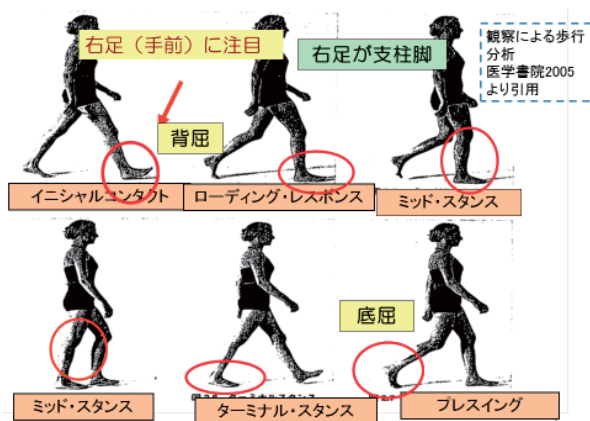 右足（手前）に注目
右足が支柱脚
観察による歩行
分析
医学書院2005
より引用
背屈
イニシャルコンタクト
ローディング・レスポンス
ミッド・スタンス
底屈
ミッド・スタンス
ターミナル・スタンス
プレスイング